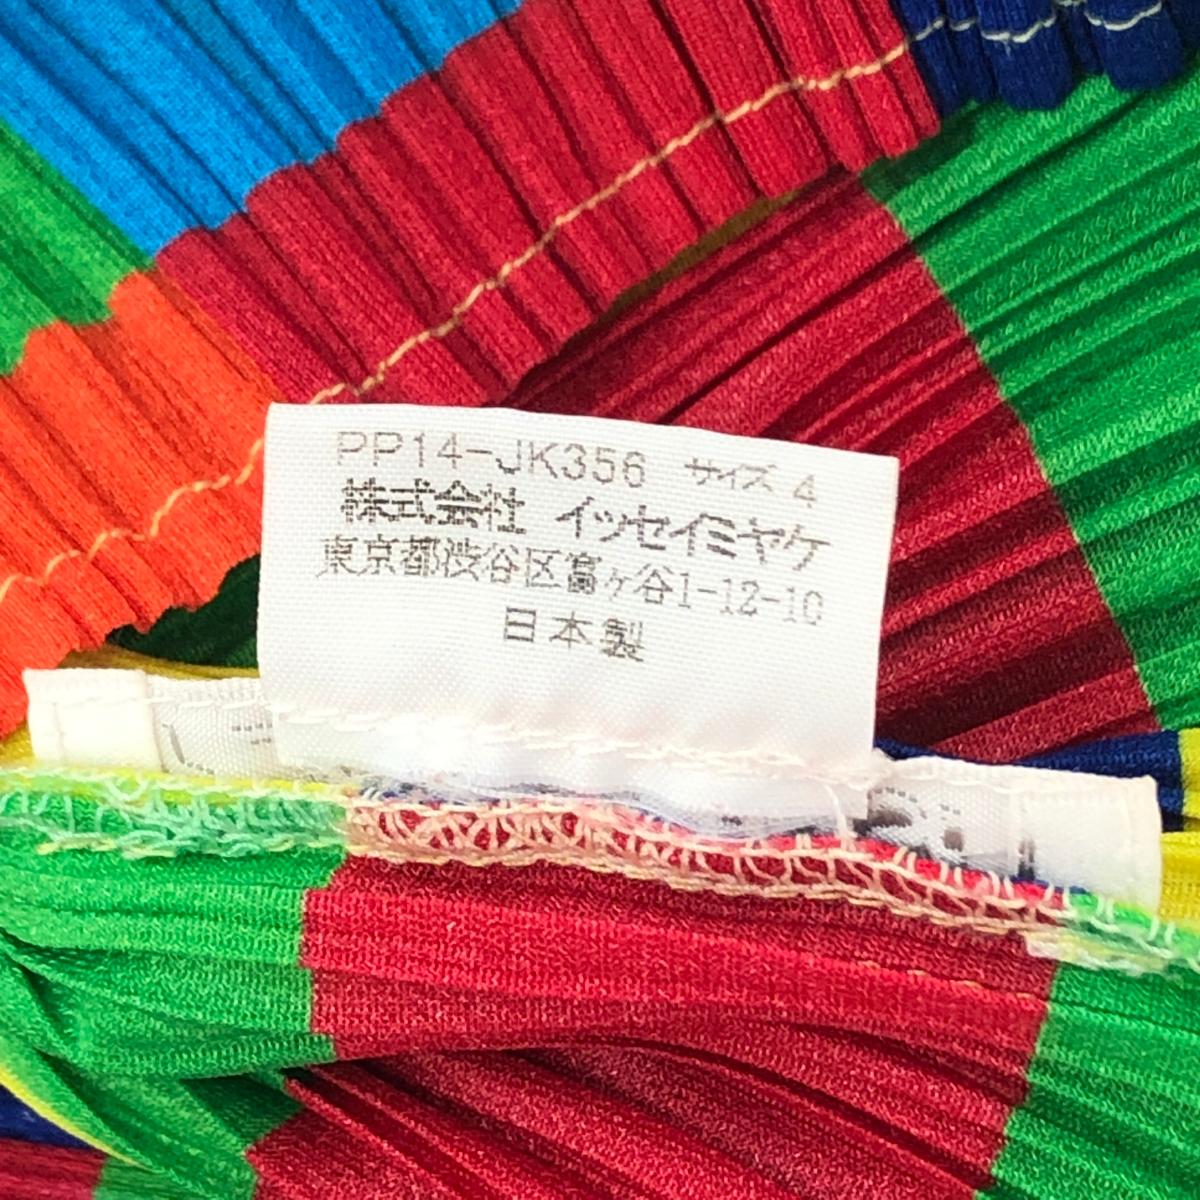 PP14-JK356 サイズ 4
株式会社 イッセイミヤケ
東京都渋谷区富ヶ谷1-12-10
日本製